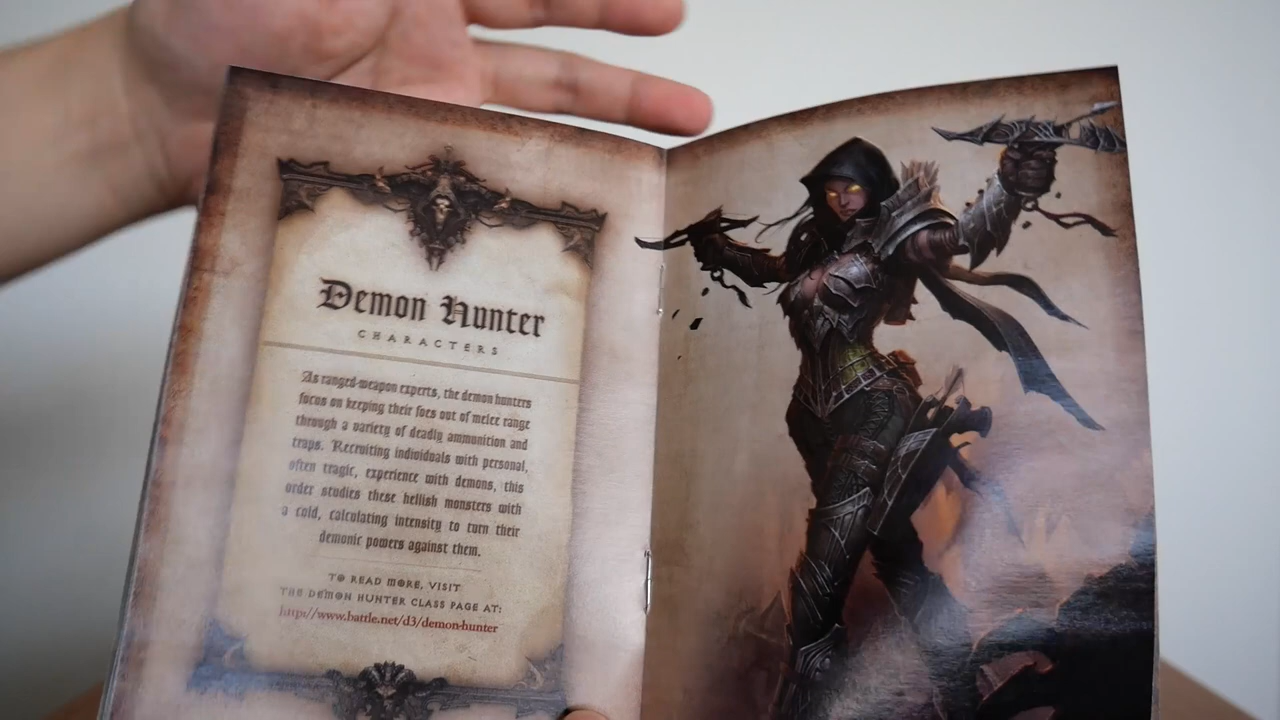 Demon Hunter
CHARACTERS
As ranged-weapon experts, the demon hunters
focus on keeping their foes out of melee range
through a variety of deadly ammunition and
traps. Recruiting individuals with personal,
often tragic, experience with demons, this
order studies these hellish monsters with
a cold, calculating intensity to turn their
demonic powers against them.
TO READ MORE, VISIT
THE DEMON HUNTER CLASS PAGE AT:
http://www.battle.net/d3/demon-hunter